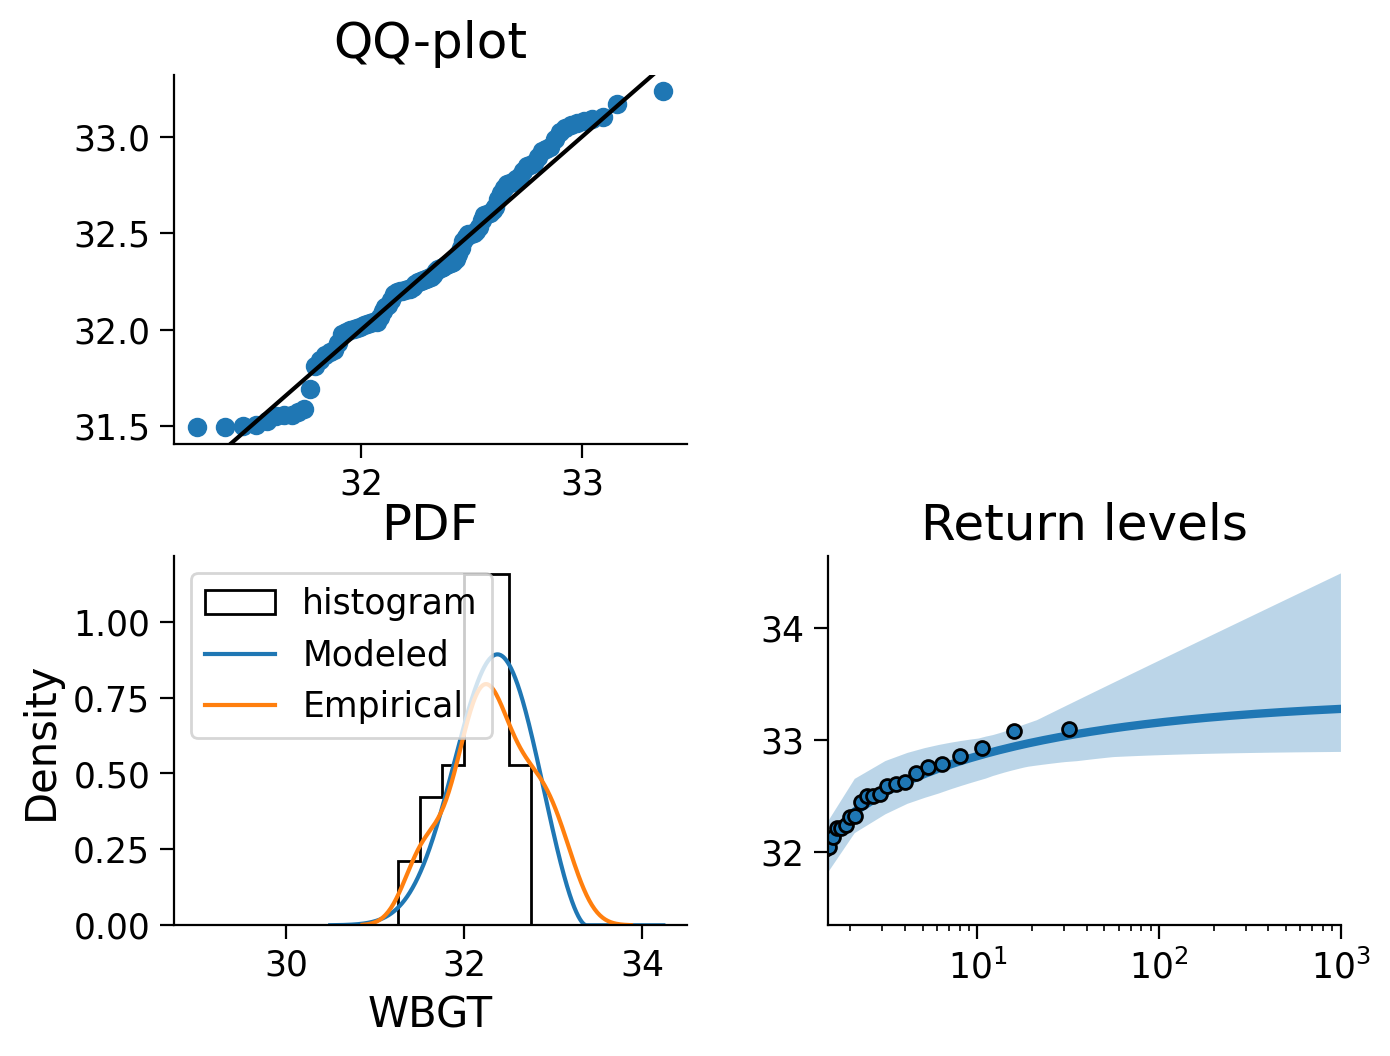 QQ-plot
33.0
32.5
32.0
31.5
32 33
PDF
histogram
Modeled
Empirical
1.00
0.75
0.50
0.25
0.00
Density
30 32 34
WBGT
Return levels
34
33
32
10¹ 10² 10³